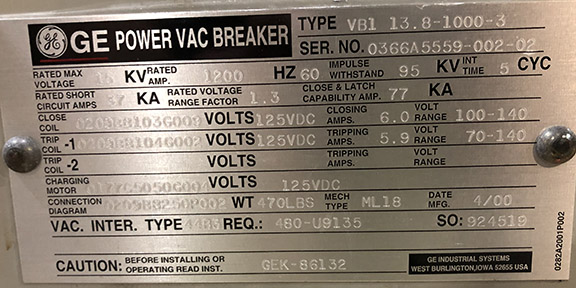 GE POWER VAC BREAKER TYPE VB1 13.8-1000-3
SER. NO. 0366A5559-002-02
RATED MAX VOLTAGE 15 KV RATED AMP. 1200 HZ 60 IMPULSE WITHSTAND 95 KV INT TIME 5 CYC
RATED SHORT CIRCUIT AMPS 37 KA RATED VOLTAGE RANGE FACTOR 1.3 CLOSE & LATCH CAPABILITY AMP. 77 KA
CLOSE COIL VOLTS 125VDC CLOSING AMPS. 6.0 VOLT RANGE 100-140
TRIP COIL -1 VOLTS 125VDC TRIPPING AMPS. 5.9 VOLT RANGE 70-140
TRIP COIL -2 VOLTS TRIPPING AMPS. VOLT RANGE
CHARGING MOTOR VOLTS 125VDC
CONNECTION DIAGRAM WT 470LBS MECH TYPE ML18 DATE MFG. 4/00
VAC. INTER. TYPE REQ.: 480-U9135 SO: 924519
CAUTION: BEFORE INSTALLING OR OPERATING READ INST. GEK-86132
GE INDUSTRIAL SYSTEMS
WEST BURLINGTON, IOWA 52655 USA
0282A2001P002